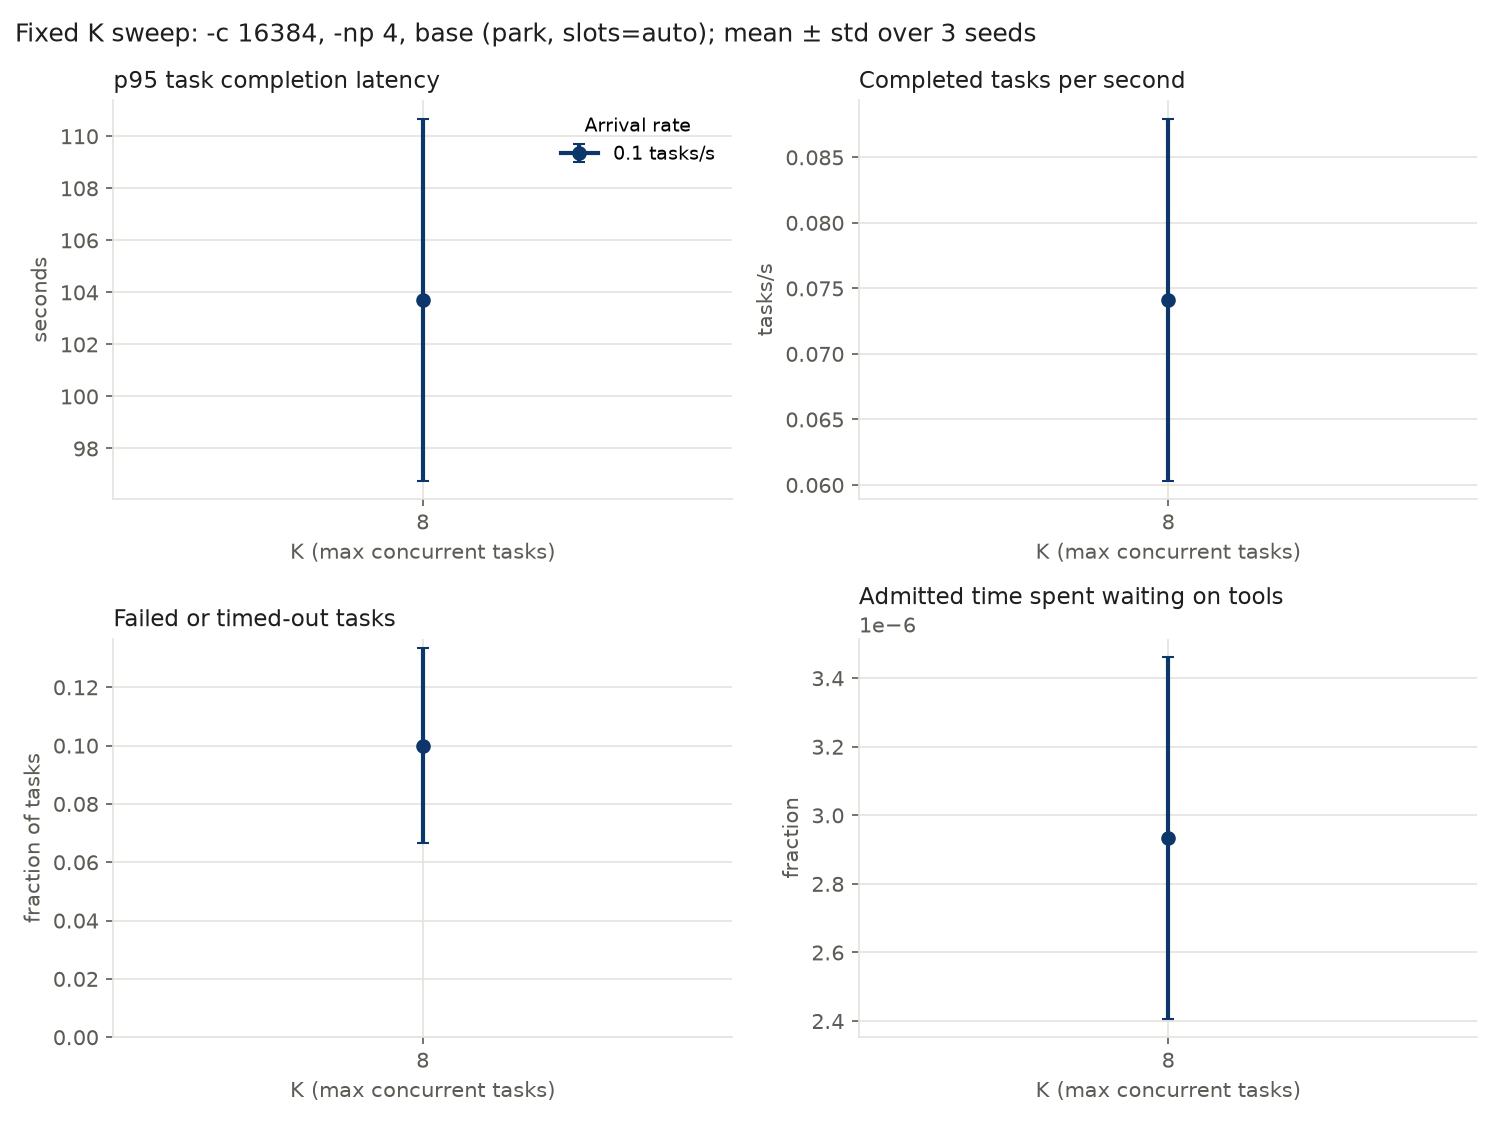 Fixed K sweep: -c 16384, -np 4, base (park, slots=auto); mean ± std over 3 seeds
p95 task completion latency
Arrival rate
0.1 tasks/s
110
108
106
104
102
100
98
seconds
8
K (max concurrent tasks)
Completed tasks per second
0.085
0.080
0.075
0.070
0.065
0.060
tasks/s
8
K (max concurrent tasks)
Failed or timed-out tasks
0.12
0.10
0.08
0.06
0.04
0.02
0.00
fraction of tasks
8
K (max concurrent tasks)
Admitted time spent waiting on tools
1e−6
3.4
3.2
3.0
2.8
2.6
2.4
fraction
8
K (max concurrent tasks)